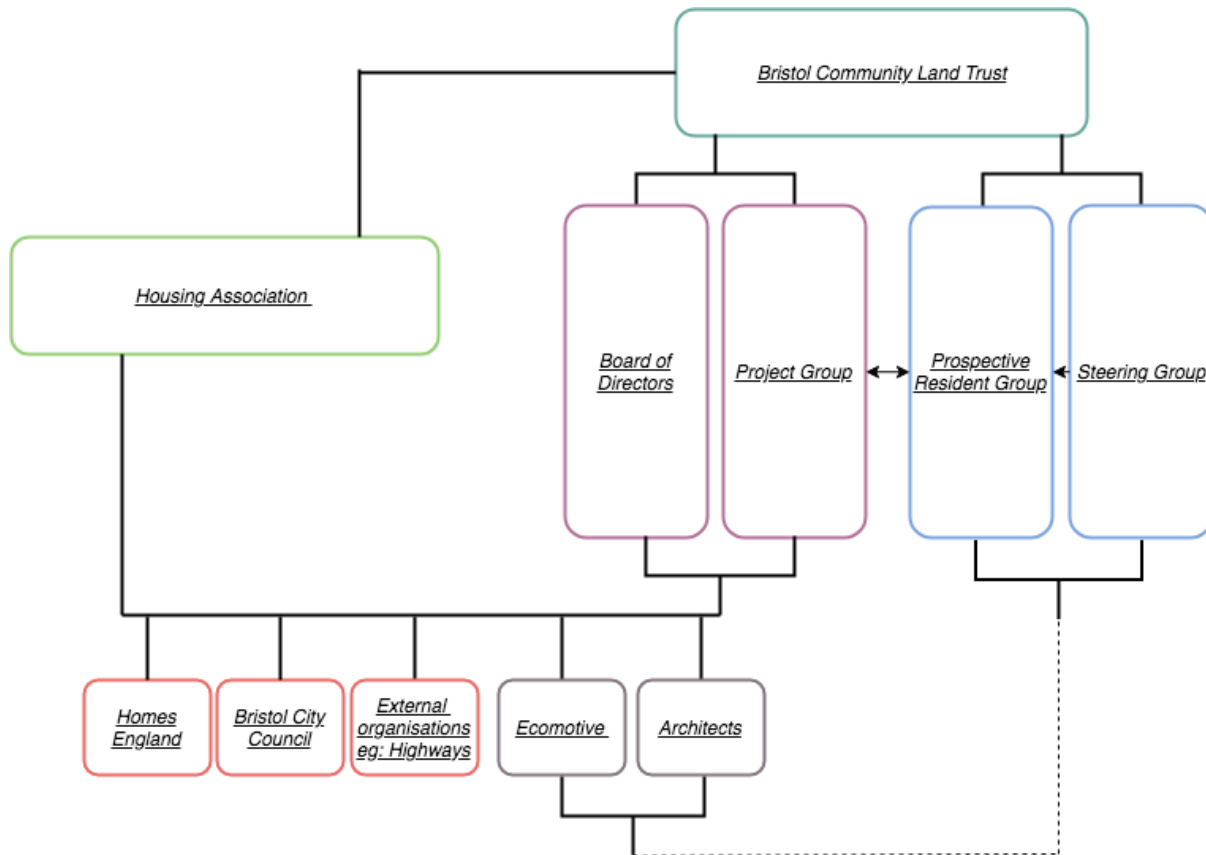 Bristol Community Land Trust
Housing Association
Board of
Directors
Project Group
Prospective
Resident Group
Steering Group
Homes
England
Bristol City
Council
External
organisations
eg: Highways
Ecomotive
Architects